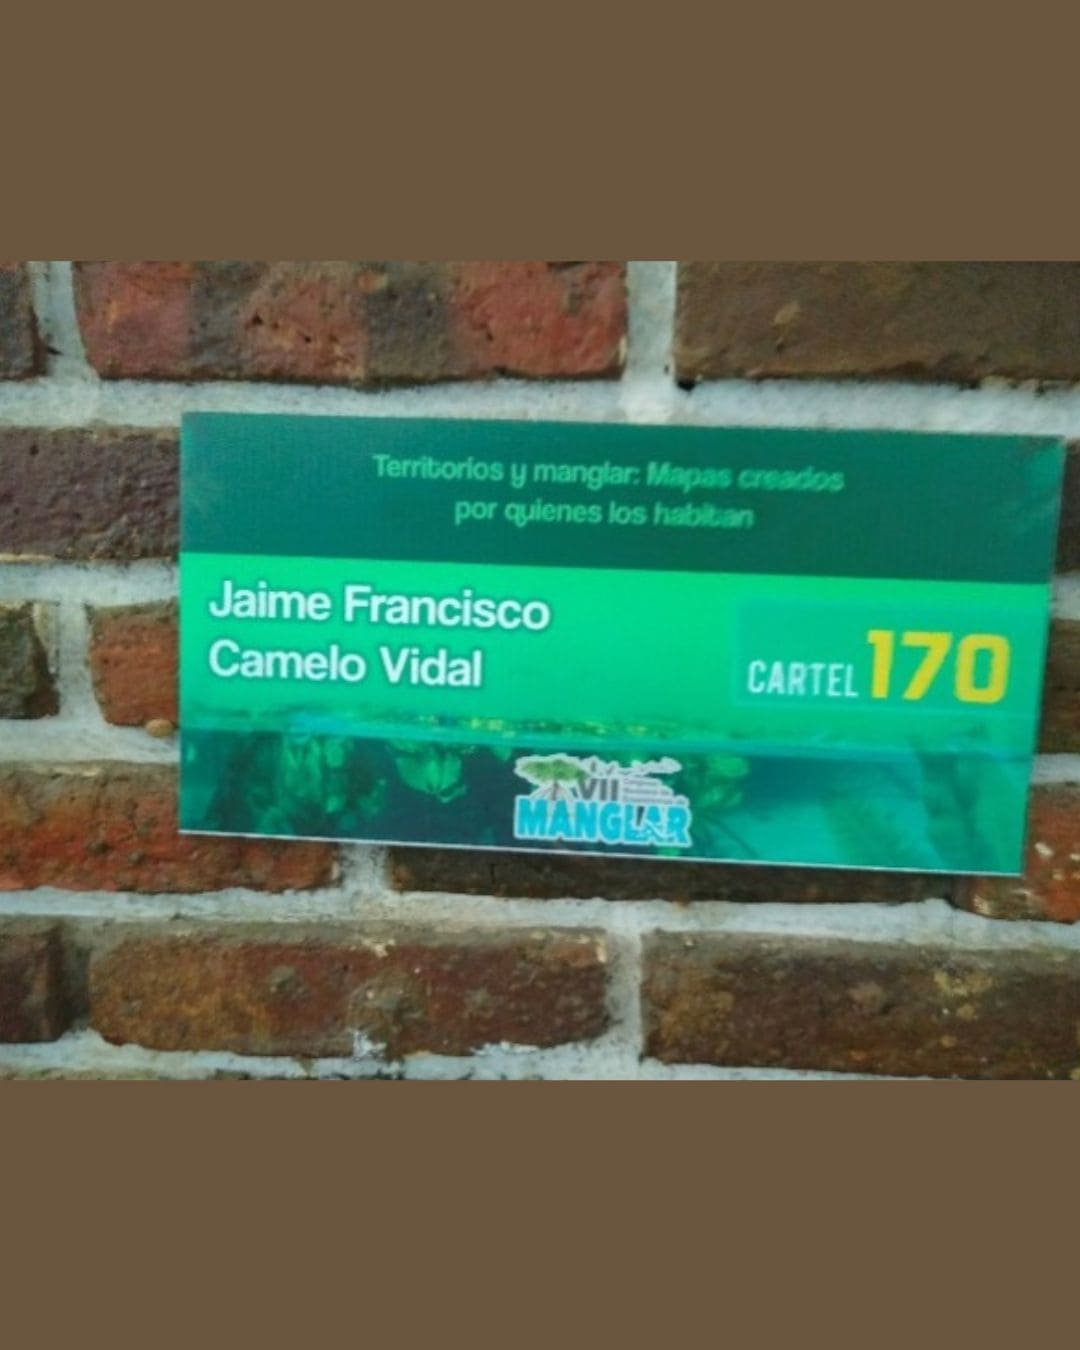 Territorios y manglar: Mapas creados
por quienes los habitan
Jaime Francisco
Camelo Vidal
CARTEL 170
VII
MANGLAR